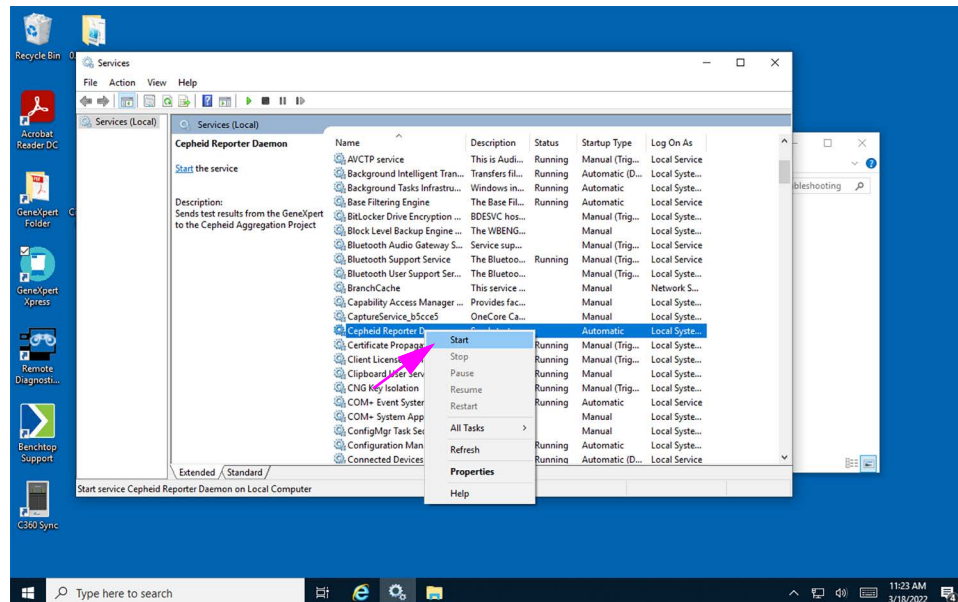 Recycle Bin
Services
File Action View Help
Services (Local)
Services (Local)
Cepheid Reporter Daemon
Start the service
Description:
Sends test results from the GeneXpert
to the Cepheid Aggregation Project
Name Description Status Startup Type Log On As
AVCTP service This is Audi... Running Manual (Trig... Local Service
Background Intelligent Tran... Transfers fil... Running Automatic (D... Local Syste...
Background Tasks Infrastru... Windows in... Running Automatic Local Syste...
Base Filtering Engine The Base Fil... Running Automatic Local Service
BitLocker Drive Encryption ... BDESVC hos... Manual (Trig... Local Syste...
Block Level Backup Engine ... The WBENG... Manual Local Syste...
Bluetooth Audio Gateway S... Service sup... Manual (Trig... Local Service
Bluetooth Support Service The Bluetoo... Running Manual (Trig... Local Service
Bluetooth User Support Ser... The Bluetoo... Manual (Trig... Local Syste...
BranchCache This service ... Manual Network S...
Capability Access Manager ... Provides fac... Manual Local Syste...
CaptureService_b5cce5 OneCore Ca... Manual Local Syste...
Cepheid Reporter D Automatic Local Syste...
Certificate Propaga Running Manual (Trig... Local Syste...
Client Licens Running Manual (Trig... Local Syste...
Clipboard User Serv Running Manual Local Syste...
CNG Key Isolation Running Manual (Trig... Local Syste...
COM+ Event System Running Automatic Local Service
COM+ System App Manual Local Syste...
ConfigMgr Task Se Manual Local Syste...
Configuration Man Running Automatic Local Syste...
Connected Devices Running Automatic (D... Local Service
Start
Stop
Pause
Resume
Restart
All Tasks >
Refresh
Properties
Help
Extended Standard
Start service Cepheid Reporter Daemon on Local Computer
bleshooting
Acrobat
Reader DC
GeneXpert
Folder
GeneXpert
Xpress
Remote
Diagnosti...
Benchtop
Support
C360 Sync
Type here to search
11:23 AM
3/18/2022
4